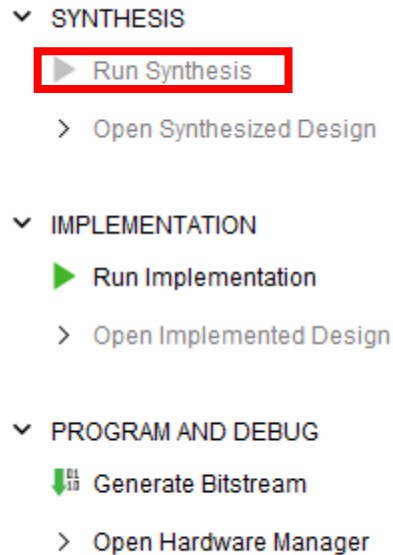 SYNTHESIS
Run Synthesis
Open Synthesized Design
IMPLEMENTATION
Run Implementation
Open Implemented Design
PROGRAM AND DEBUG
Generate Bitstream
Open Hardware Manager